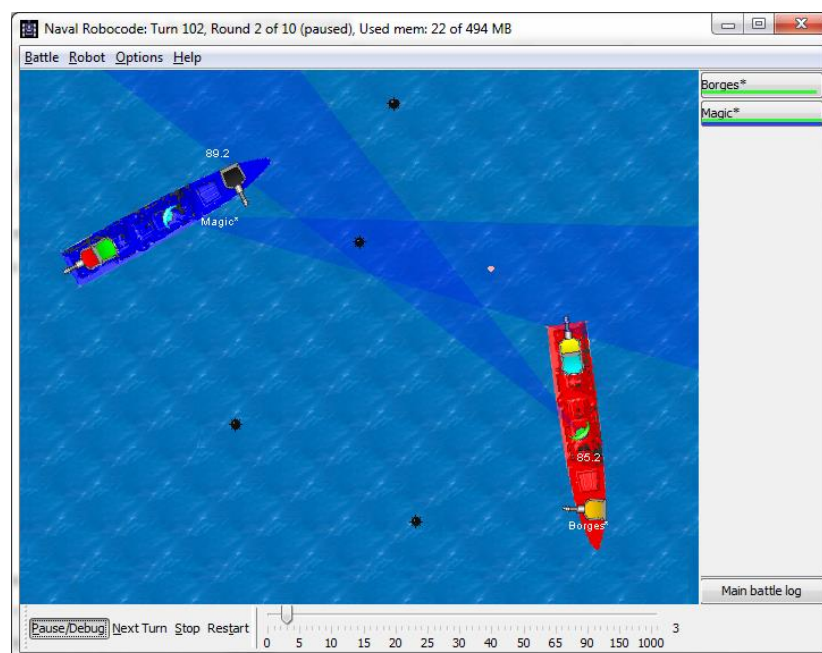 Naval Robocode: Turn 102, Round 2 of 10 (paused), Used mem: 22 of 494 MB
Battle Robot Options Help
Borges*
Magic*
89.2
Magic*
85.2
Borges*
Main battle log
Pause/Debug Next Turn Stop Restart
0 5 10 15 20 25 30 40 50 65 90 150 1000
3